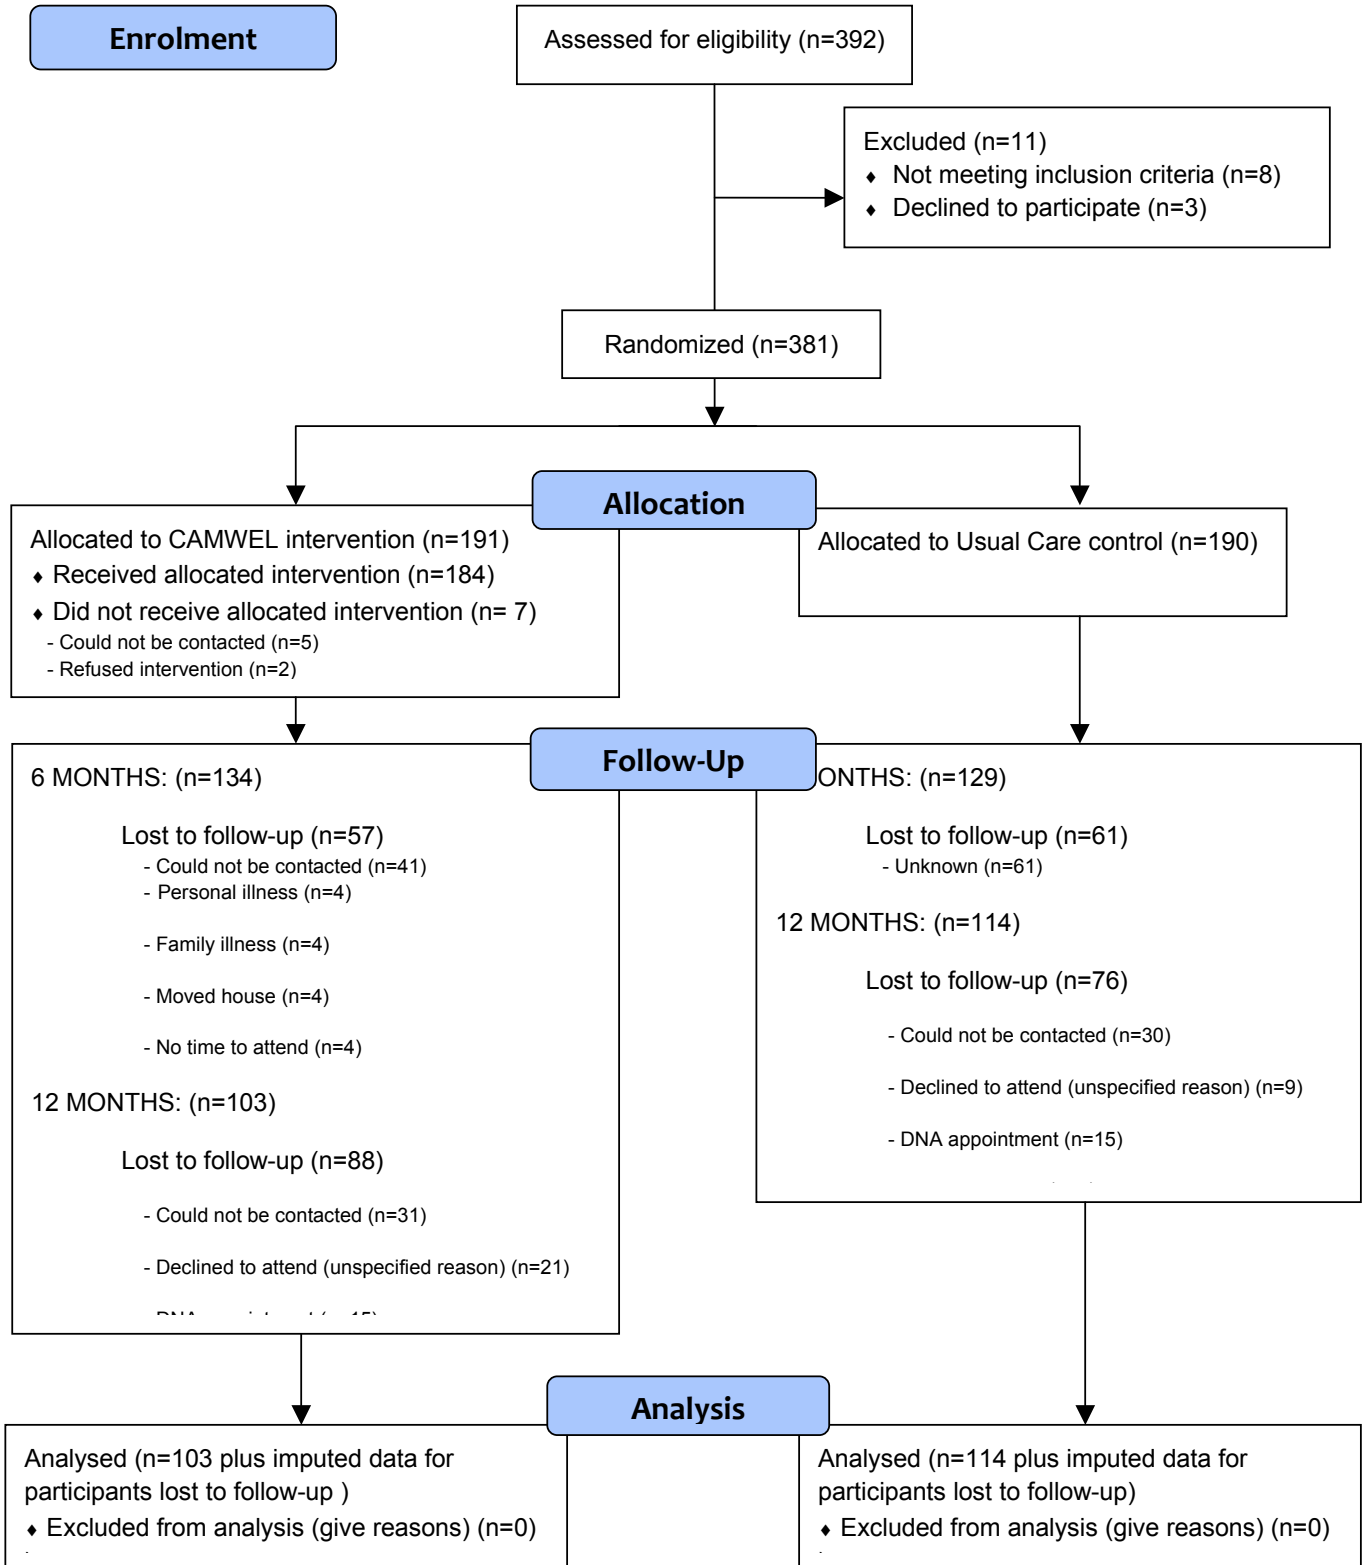 Enrolment
Assessed for eligibility (n=392)
Excluded (n=11)
♦ Not meeting inclusion criteria (n=8)
♦ Declined to participate (n=3)
Randomized (n=381)
Allocation
Allocated to CAMWEL intervention (n=191)
♦ Received allocated intervention (n=184)
♦ Did not receive allocated intervention (n= 7)
- Could not be contacted (n=5)
- Refused intervention (n=2)
Allocated to Usual Care control (n=190)
Follow-Up
6 MONTHS: (n=134)
Lost to follow-up (n=57)
- Could not be contacted (n=41)
- Personal illness (n=4)
- Family illness (n=4)
- Moved house (n=4)
- No time to attend (n=4)
12 MONTHS: (n=103)
Lost to follow-up (n=88)
- Could not be contacted (n=31)
- Declined to attend (unspecified reason) (n=21)
ONTHS: (n=129)
Lost to follow-up (n=61)
- Unknown (n=61)
12 MONTHS: (n=114)
Lost to follow-up (n=76)
- Could not be contacted (n=30)
- Declined to attend (unspecified reason) (n=9)
- DNA appointment (n=15)
Analysis
Analysed (n=103 plus imputed data for
participants lost to follow-up )
♦ Excluded from analysis (give reasons) (n=0)
Analysed (n=114 plus imputed data for
participants lost to follow-up)
♦ Excluded from analysis (give reasons) (n=0)